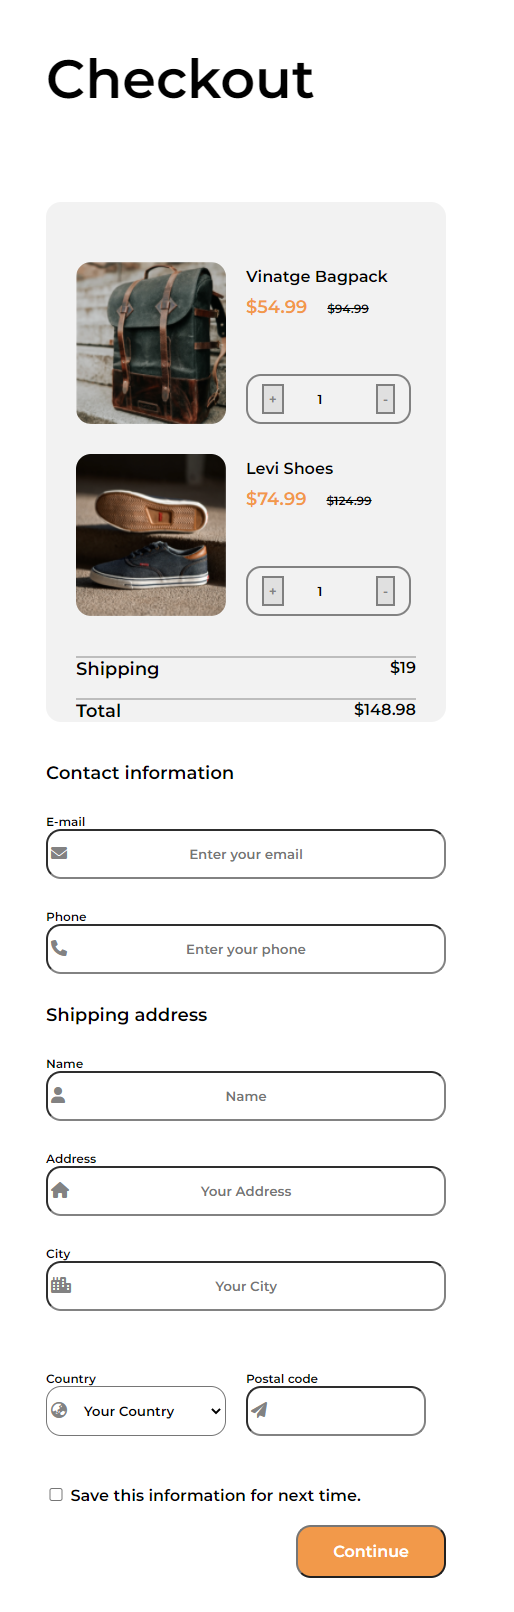 Checkout
Vinatge Bagpack
$54.99 $94.99
+ 1 -
Levi Shoes
$74.99 $124.99
+ 1 -
Shipping $19
Total $148.98
Contact information
E-mail
Enter your email
Phone
Enter your phone
Shipping address
Name
Name
Address
Your Address
City
Your City
Country Postal code
Your Country
Save this information for next time.
Continue